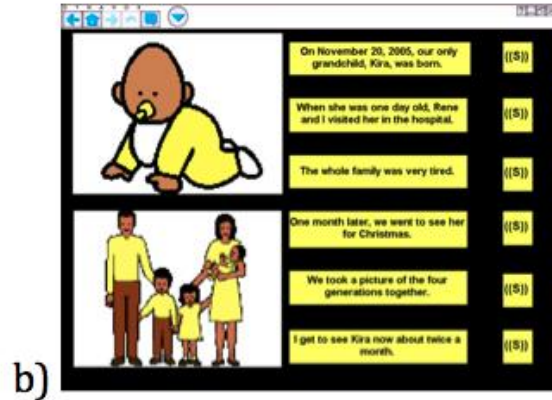 On November 20, 2005, our only
grandchild, Kira, was born.
((S))
When she was one day old, Rene
and I visited her in the hospital.
((S))
The whole family was very tired.
((S))
One month later, we went to see her
for Christmas.
((S))
We took a picture of the four
generations together.
((S))
I get to see Kira now about twice a
month.
((S))
b)